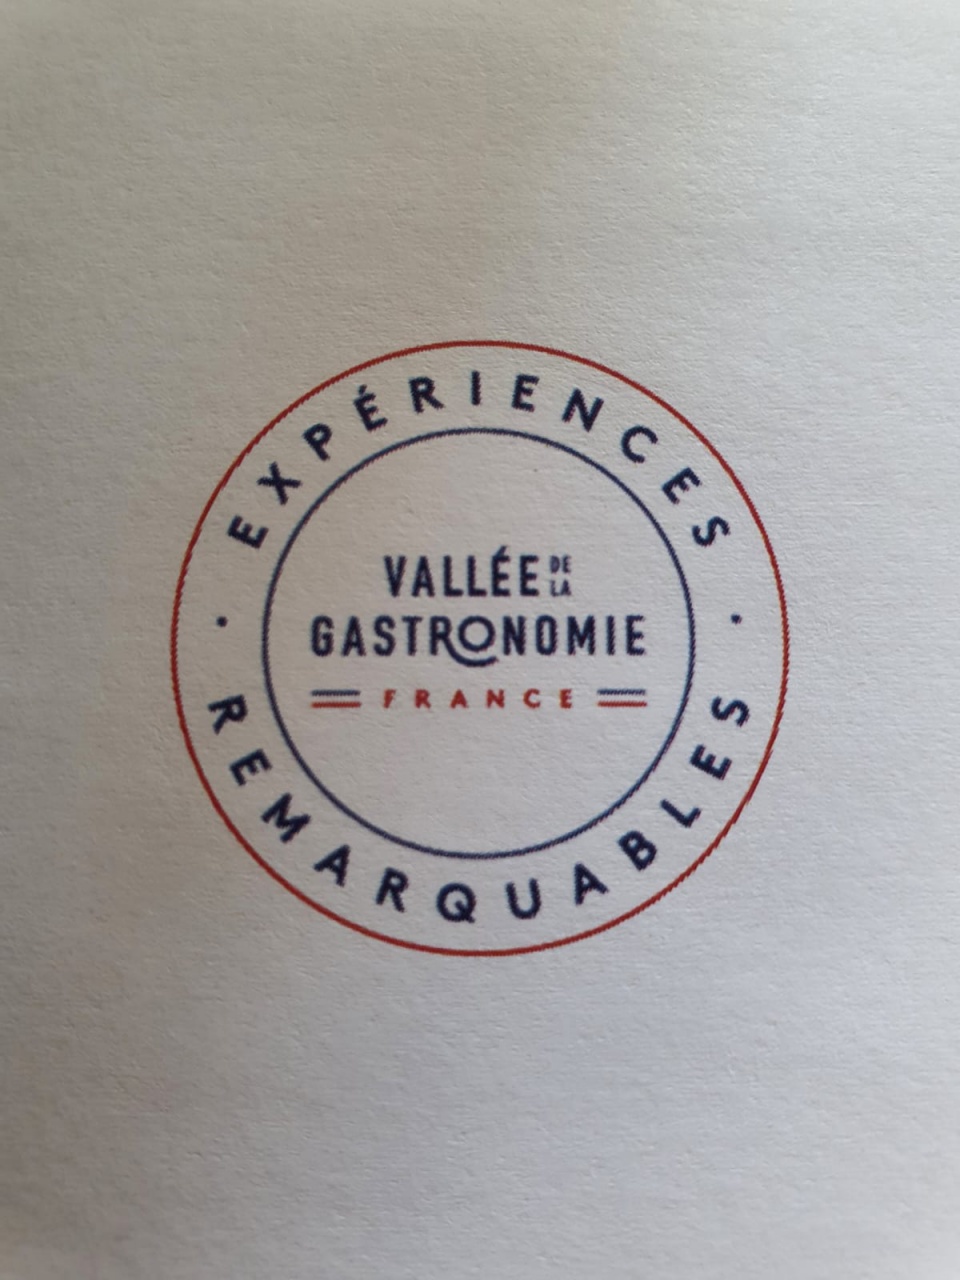 EXPÉRIENCES
VALLÉE DE LA
GASTRONOMIE
FRANCE
REMARQUABLES